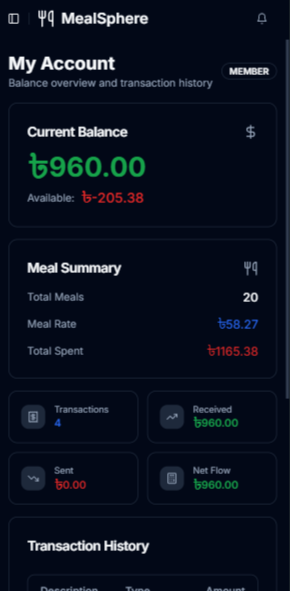 MealSphere
My Account
Balance overview and transaction history
MEMBER
Current Balance
৳960.00
Available: ৳-205.38
Meal Summary
Total Meals 20
Meal Rate ৳58.27
Total Spent ৳1165.38
Transactions
4
Received
৳960.00
Sent
৳0.00
Net Flow
৳960.00
Transaction History
Description Type Amount